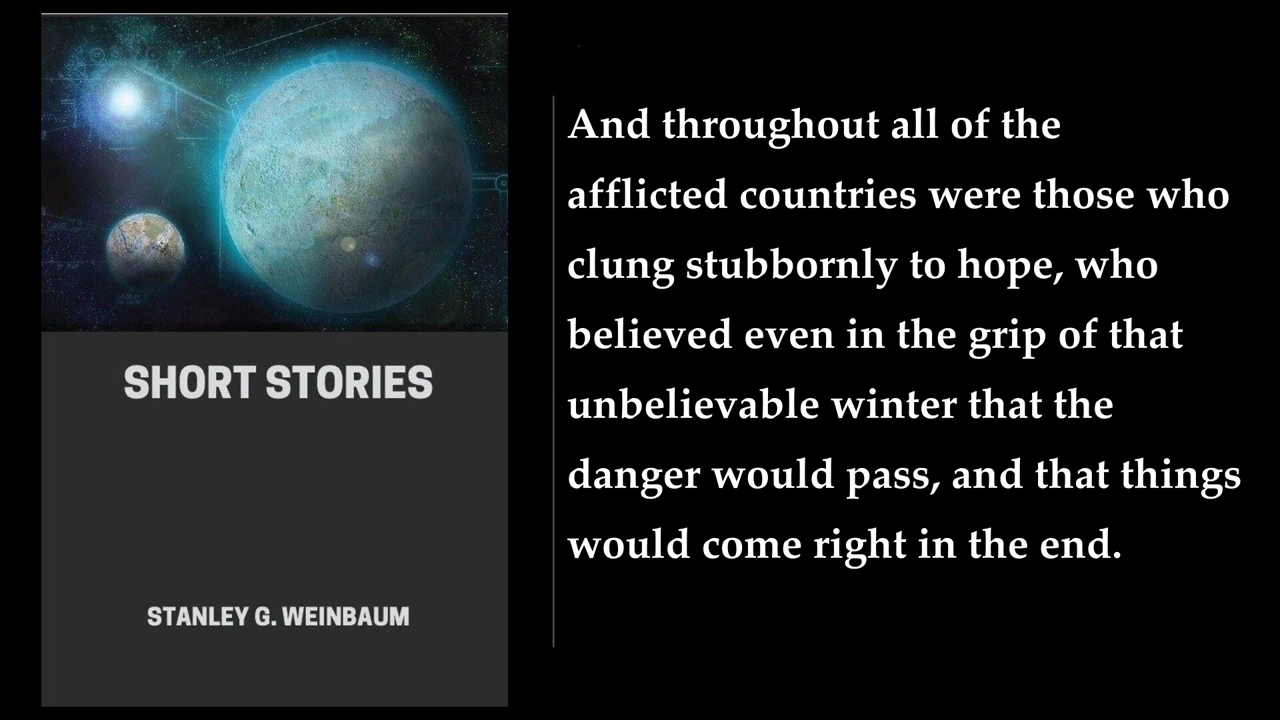 SHORT STORIES
STANLEY G. WEINBAUM
And throughout all of the
afflicted countries were those who
clung stubbornly to hope, who
believed even in the grip of that
unbelievable winter that the
danger would pass, and that things
would come right in the end.